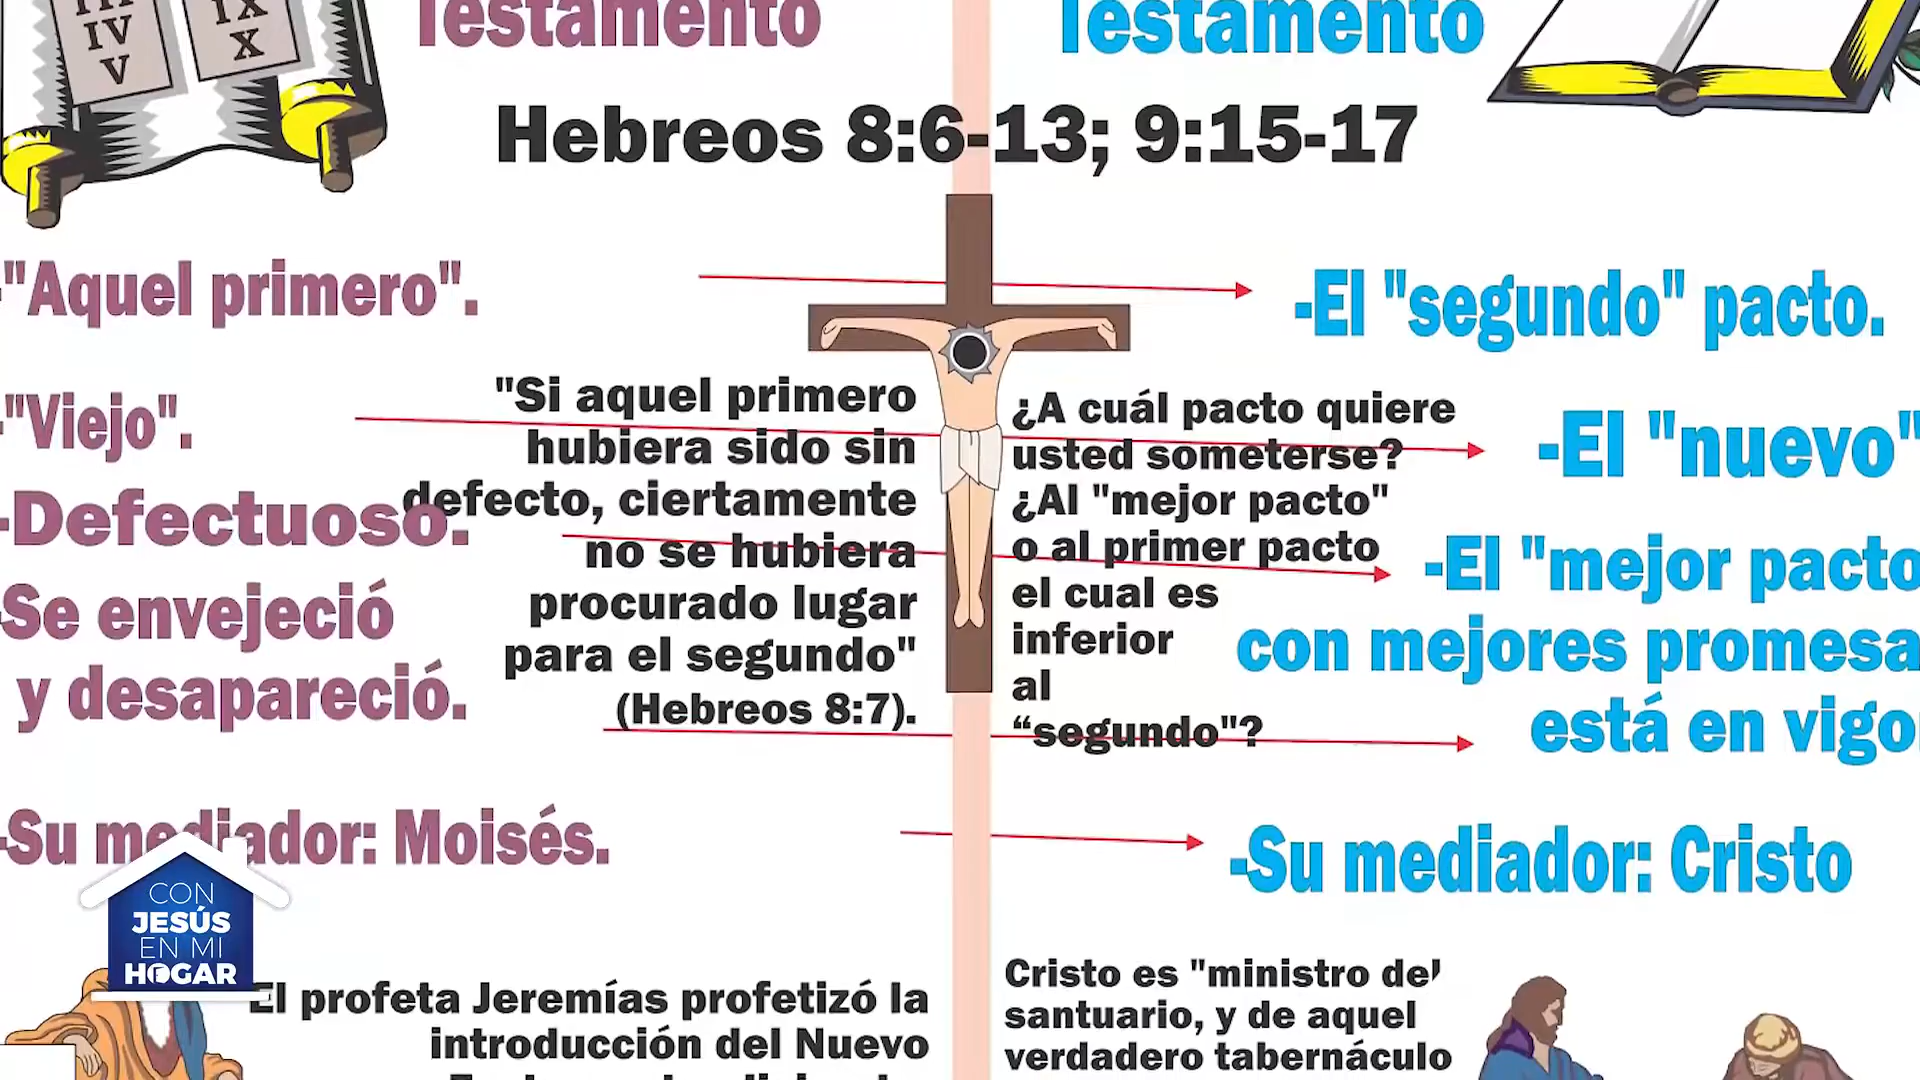 III IX
IV X
V
Testamento
Testamento
Hebreos 8:6-13; 9:15-17
-"Aquel primero".
-El "segundo" pacto.
-"Viejo".
-El "nuevo"
-Defectuoso.
-Se envejeció
y desapareció.
"Si aquel primero
hubiera sido sin
defecto, ciertamente
no se hubiera
procurado lugar
para el segundo"
(Hebreos 8:7).
¿A cuál pacto quiere
usted someterse?
¿Al "mejor pacto"
o al primer pacto
el cual es
inferior
al
“segundo"?
-El "mejor pacto
con mejores promesa
está en vigo
-Su mediador: Moisés.
-Su mediador: Cristo
CON
JESÚS
EN MI
HOGAR
El profeta Jeremías profetizó la
introducción del Nuevo
Cristo es "ministro del
santuario, y de aquel
verdadero tabernáculo